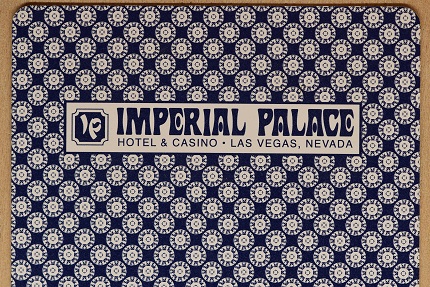 IP IMPERIAL PALACE
HOTEL & CASINO • LAS VEGAS, NEVADA